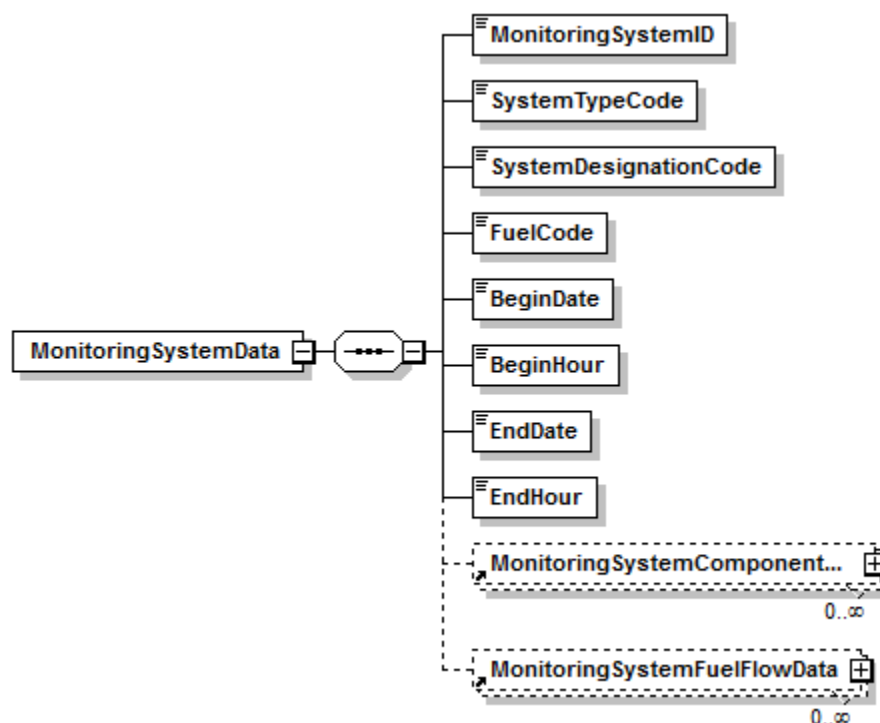 MonitoringSystemID
SystemTypeCode
SystemDesignationCode
FuelCode
BeginDate
MonitoringSystemData
BeginHour
EndDate
EndHour
MonitoringSystemComponent...
0..∞
MonitoringSystemFuelFlowData
0..∞